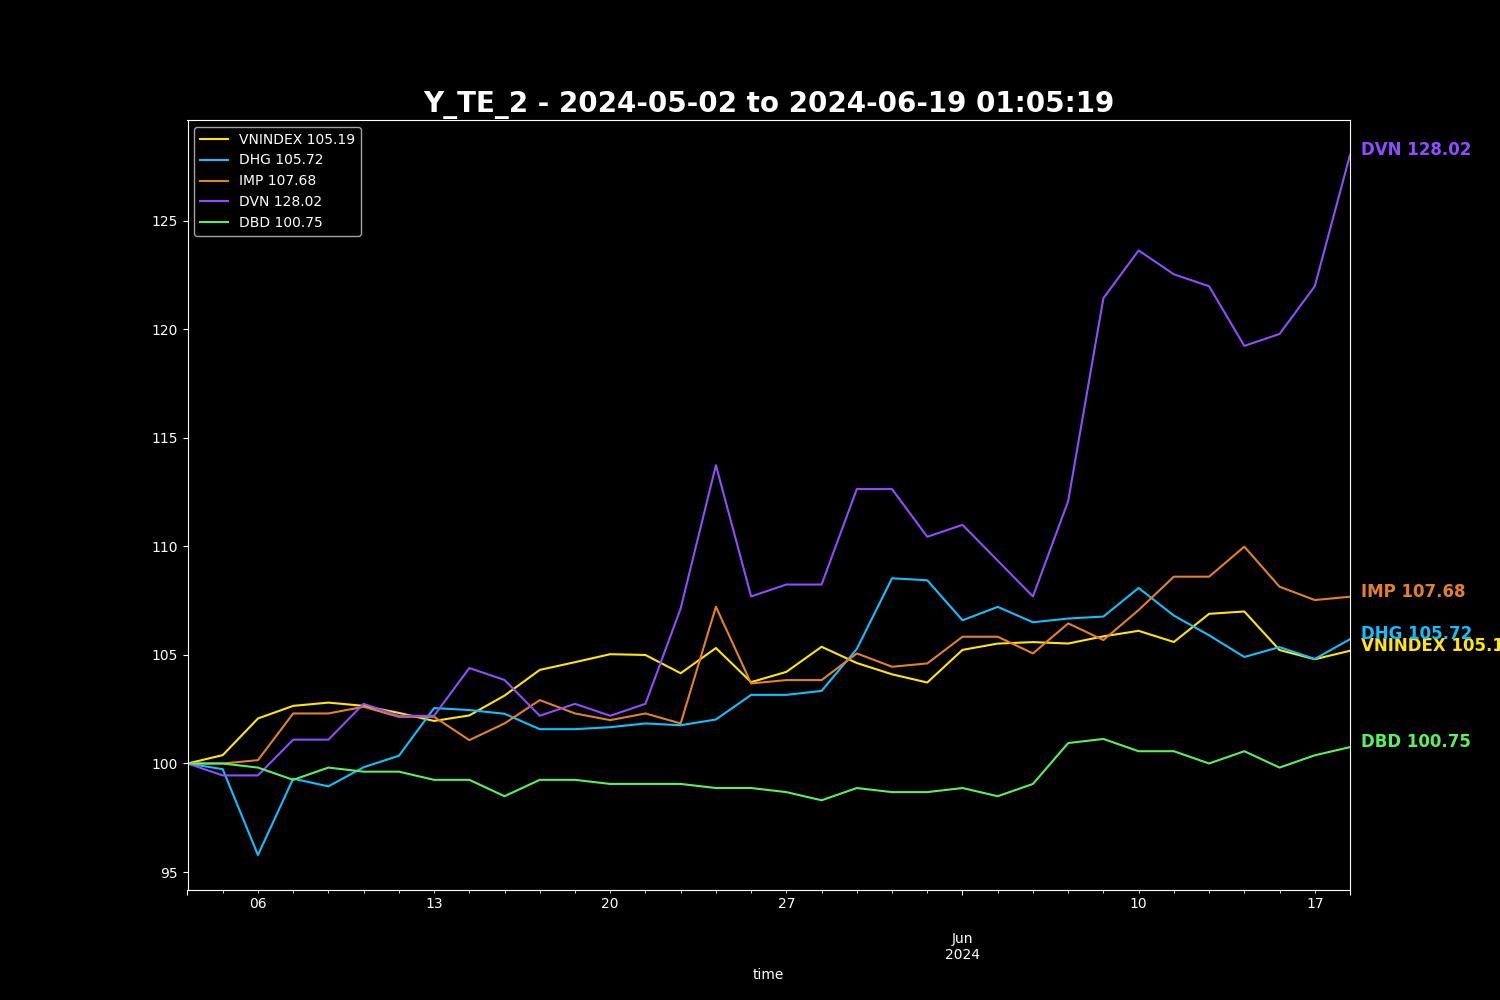 Y_TE_2 - 2024-05-02 to 2024-06-19 01:05:19
VNINDEX 105.19
DHG 105.72
IMP 107.68
DVN 128.02
DBD 100.75
DVN 128.02
125
120
115
110
IMP 107.68
DHG 105.72
VNINDEX 105.1
105
DBD 100.75
100
95
06 13 20 27 10 17
Jun
2024
time